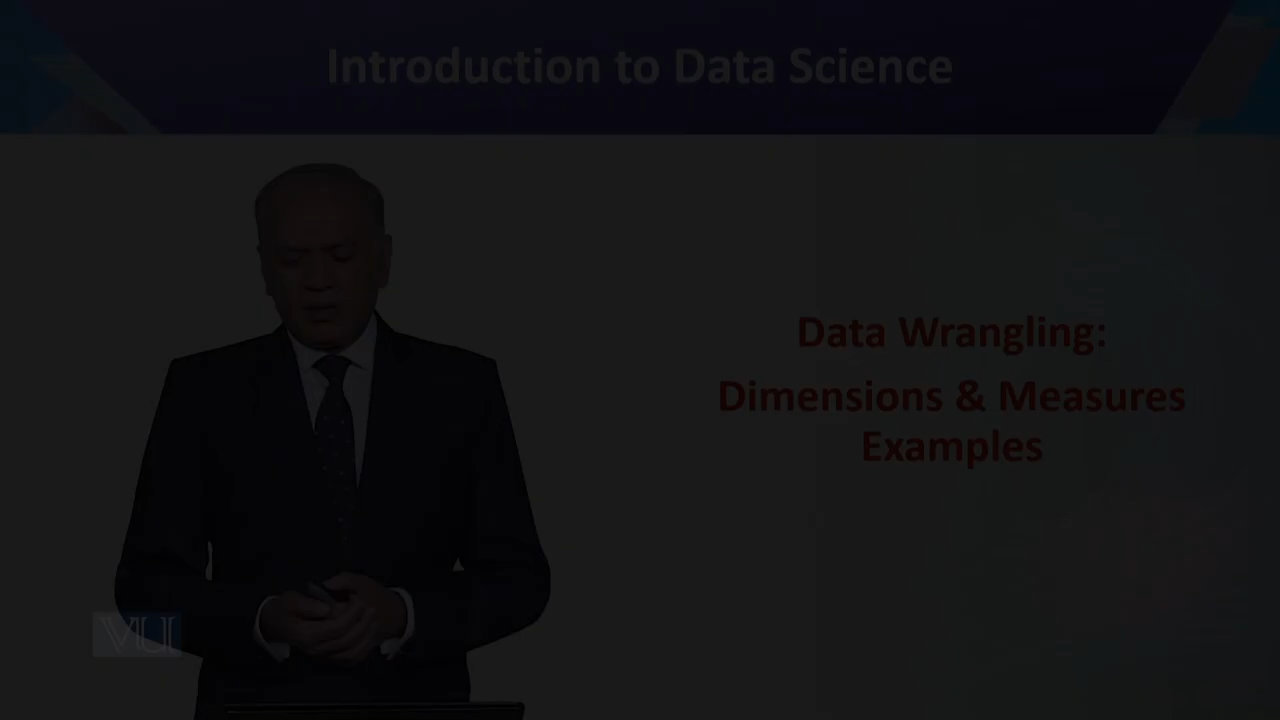 Introduction to Data Science
Data Wrangling:
Dimensions & Measures
Examples
VU